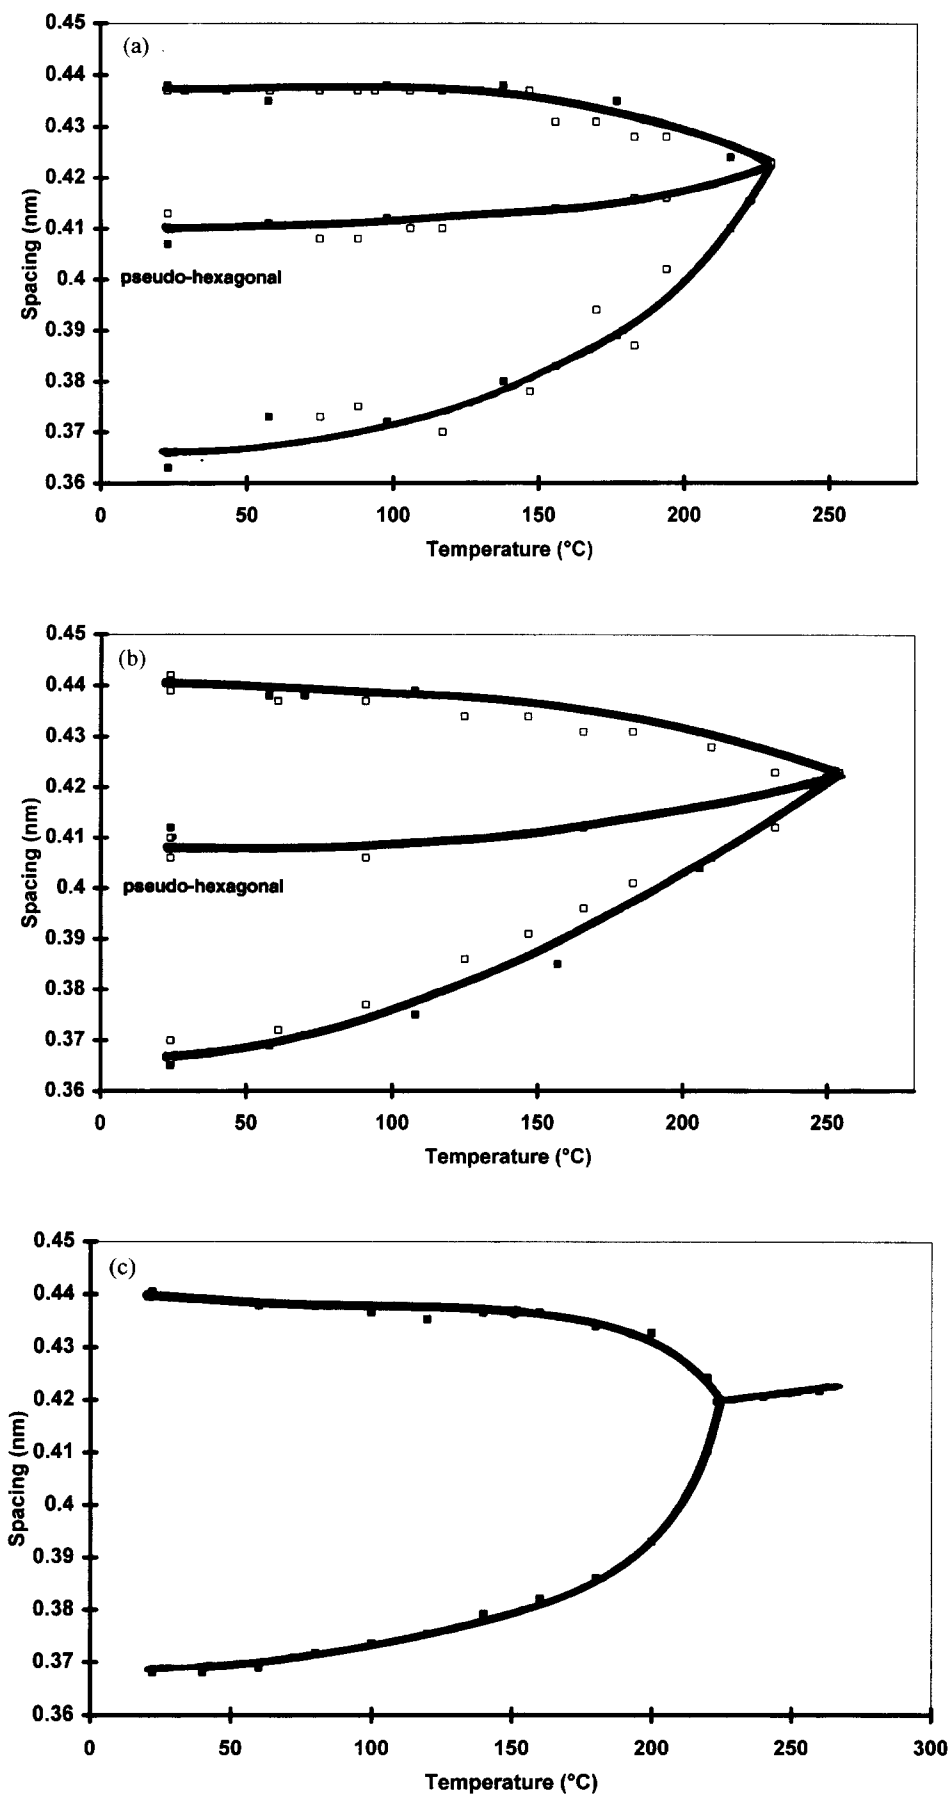 0.45
(a)
0.44
0.43
0.42
0.41
0.4
0.39
0.38
0.37
0.36
Spacing (nm)
pseudo-hexagonal
0 50 100 150 200 250
Temperature (°C)
0.45
(b)
0.44
0.43
0.42
0.41
0.4
0.39
0.38
0.37
0.36
Spacing (nm)
pseudo-hexagonal
0 50 100 150 200 250
Temperature (°C)
0.45
(c)
0.44
0.43
0.42
0.41
0.4
0.39
0.38
0.37
0.36
Spacing (nm)
0 50 100 150 200 250 300
Temperature (°C)